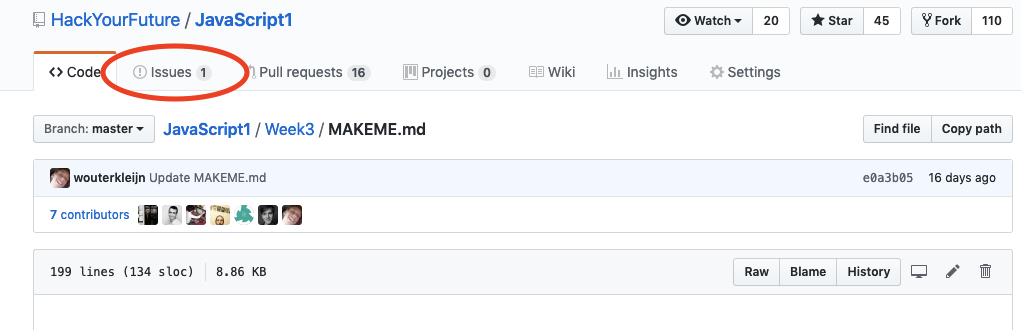 HackYourFuture / JavaScript1
Watch 20 Star 45 Fork 110
Code Issues 1 Pull requests 16 Projects 0 Wiki Insights Settings
Branch: master JavaScript1 / Week3 / MAKEME.md Find file Copy path
wouterkleijn Update MAKEME.md e0a3b05 16 days ago
7 contributors
199 lines (134 sloc) 8.86 KB Raw Blame History